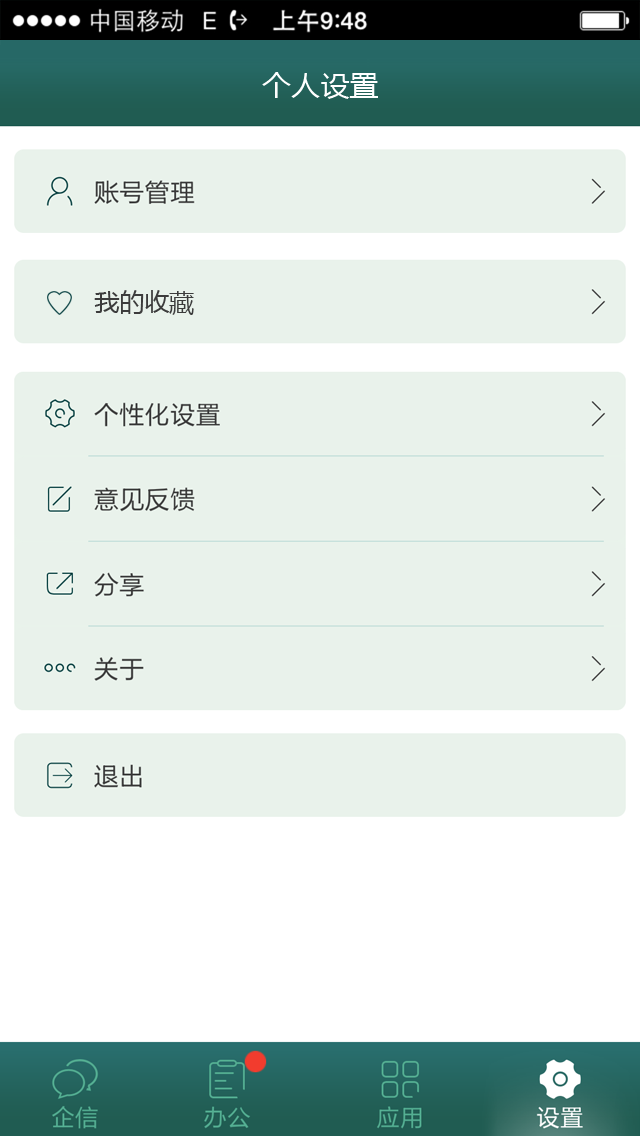 中国移动 E 上午9:48
个人设置
账号管理
我的收藏
个性化设置
意见反馈
分享
关于
退出
企信 办公 应用 设置